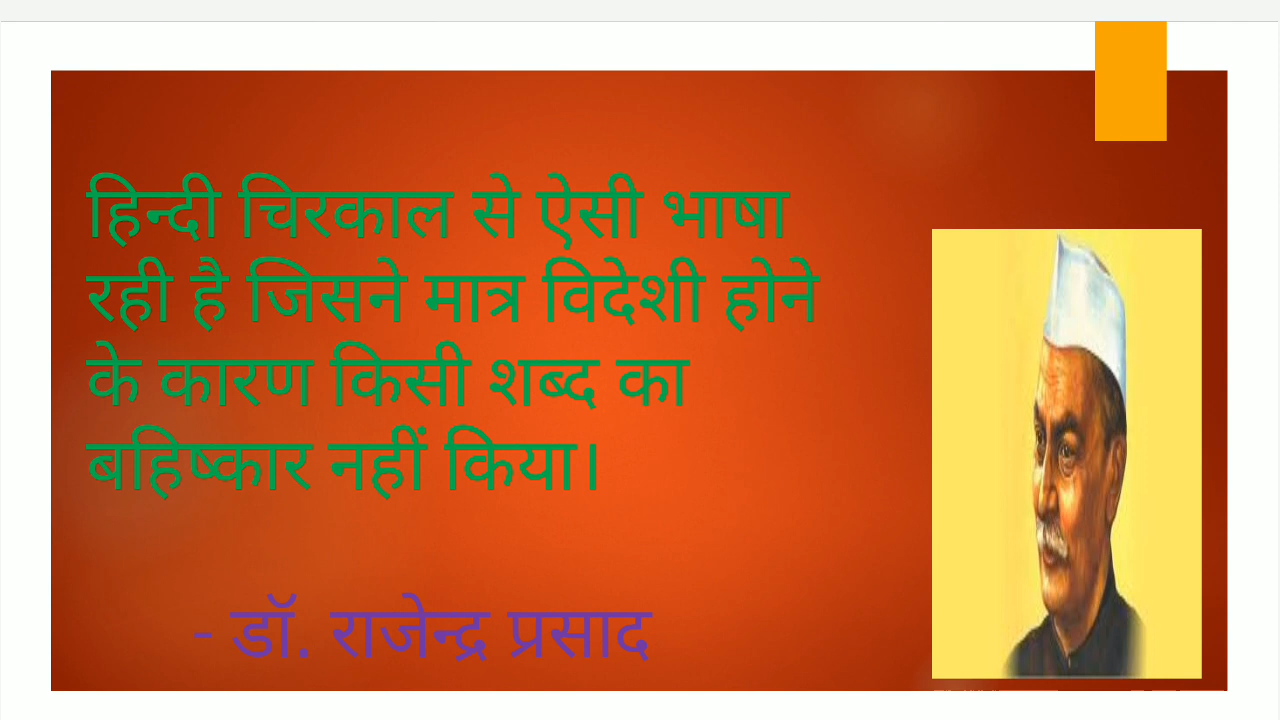 हिन्दी चिरकाल से ऐसी भाषा
रही है जिसने मात्र विदेशी होने
के कारण किसी शब्द का
बहिष्कार नहीं किया।
- डॉ. राजेन्द्र प्रसाद